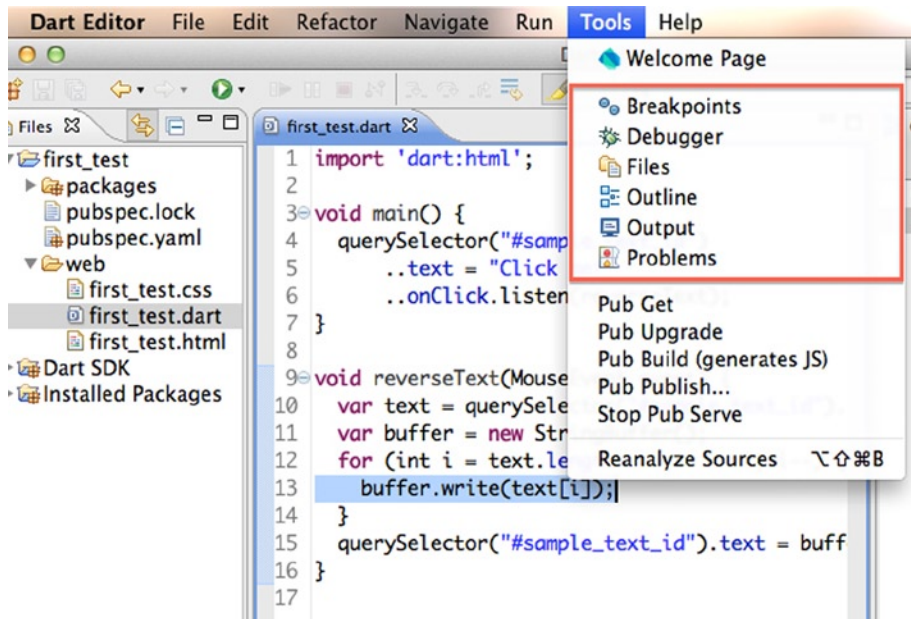 Dart Editor File Edit Refactor Navigate Run Tools Help
Welcome Page
Breakpoints
Debugger
Files
Outline
Output
Problems
Pub Get
Pub Upgrade
Pub Build (generates JS)
Pub Publish...
Stop Pub Serve
Reanalyze Sources ⌥⇧⌘B
Files
first_test
packages
pubspec.lock
pubspec.yaml
web
first_test.css
first_test.dart
first_test.html
Dart SDK
Installed Packages
first_test.dart
1 import 'dart:html';
2
3 void main() {
4 querySelector("#samp
5 ..text = "Click
6 ..onClick.listen
7 }
8
9 void reverseText(Mouse
10 var text = querySele
11 var buffer = new Str
12 for (int i = text.le
13 buffer.write(text[i]);
14 }
15 querySelector("#sample_text_id").text = buff
16 }
17